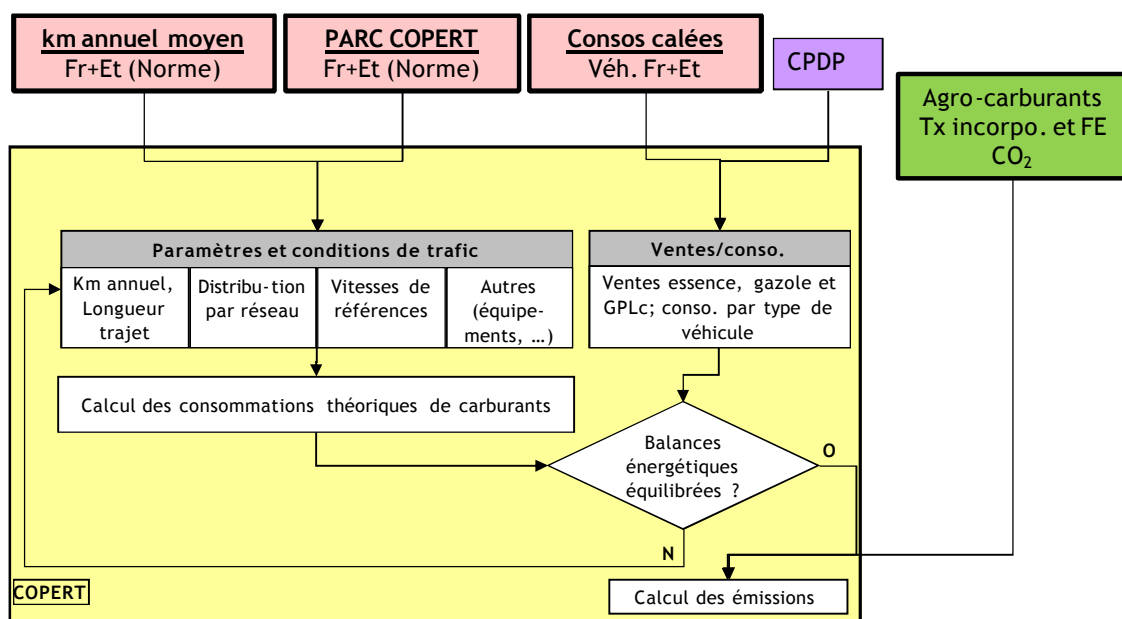 km annuel moyen
Fr+Et (Norme)
PARC COPERT
Fr+Et (Norme)
Consos calées
Véh. Fr+Et
CPDP
Agro-carburants
Tx incorpo. et FE
CO₂
Paramètres et conditions de trafic
Km annuel,
Longueur
trajet
Distribu-tion
par réseau
Vitesses de
références
Autres
(équipe-
ments, …)
Ventes/conso.
Ventes essence, gazole et
GPLc; conso. par type de
véhicule
Calcul des consommations théoriques de carburants
Balances
énergétiques
équilibrées ?
O
N
COPERT
Calcul des émissions